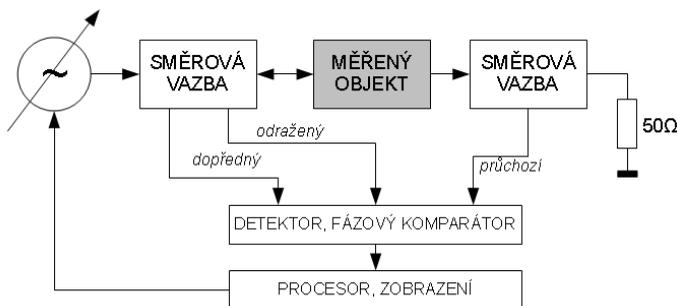 ~
SMĚROVÁ
VAZBA
MĚŘENÝ
OBJEKT
SMĚROVÁ
VAZBA
50Ω
odražený
dopředný
průchozí
DETEKTOR, FÁZOVÝ KOMPARÁTOR
PROCESOR, ZOBRAZENÍ